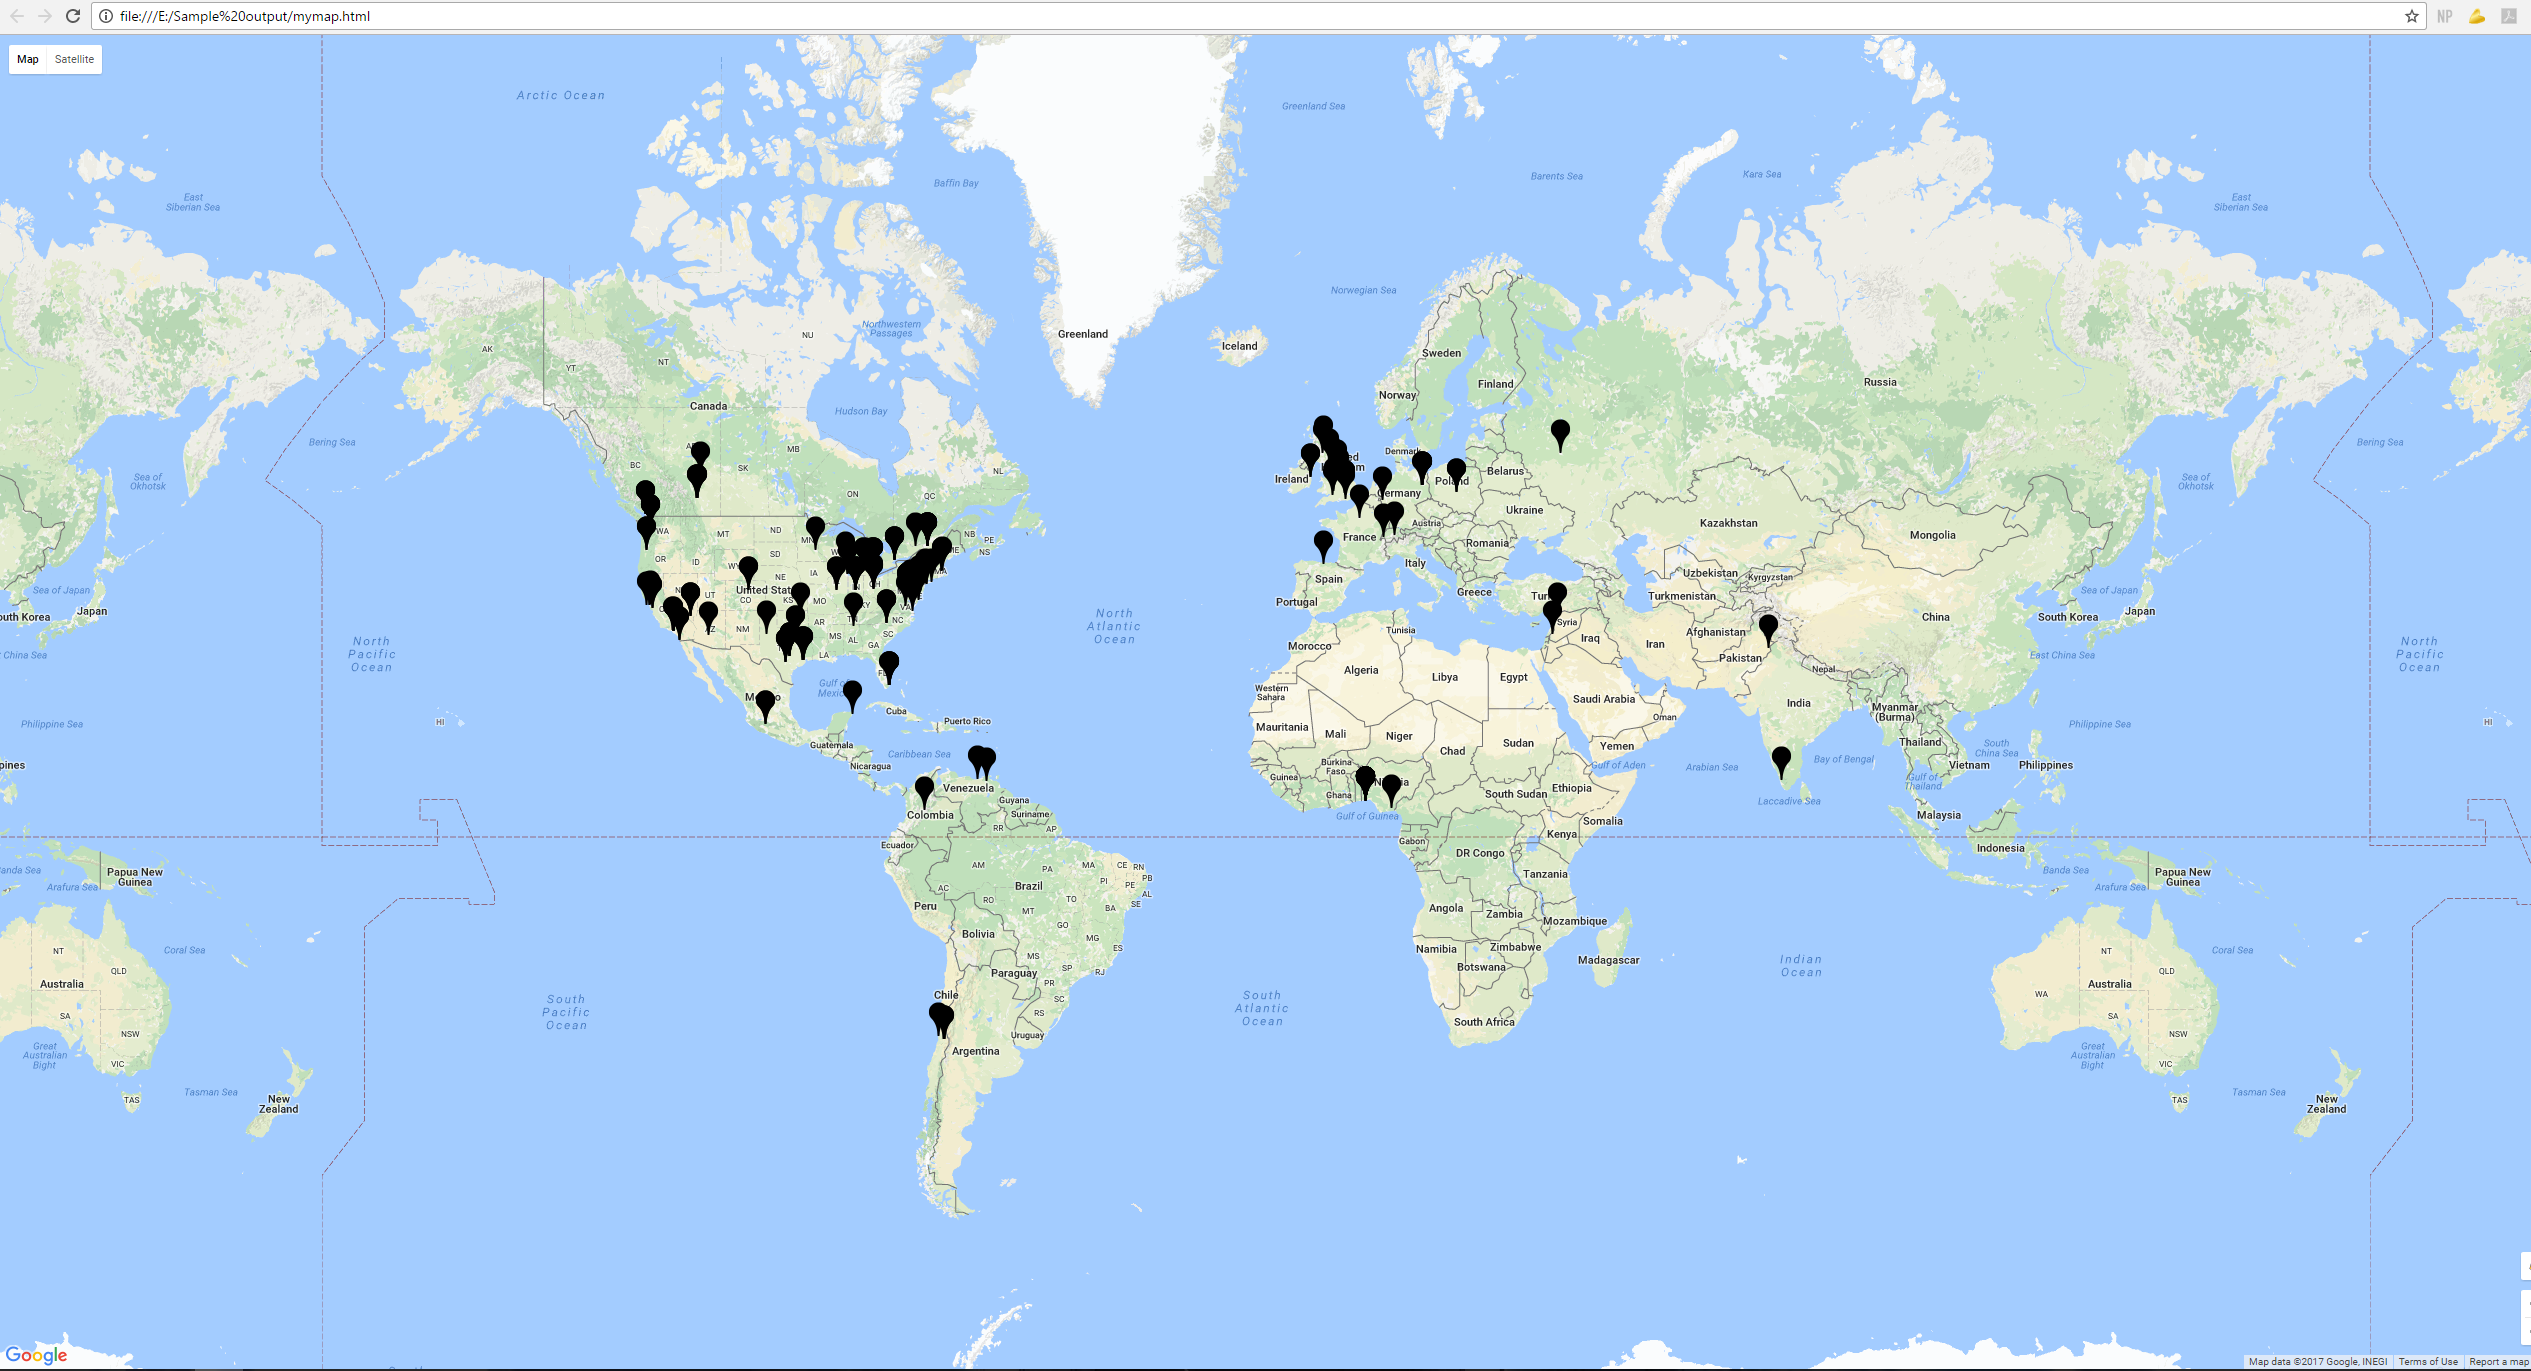 file:///E:/Sample%20output/mymap.html
NP
Map
Satellite
Arctic Ocean
Greenland Sea
Baffin Bay
Barents Sea
Kara Sea
East
Siberian Sea
East
Siberian Sea
Norwegian Sea
Northwestern
Passages
NU
Greenland
Iceland
AK
YT
NT
Sweden
Finland
Norway
Russia
Canada
Hudson Bay
Bering Sea
Bering Sea
Sea of
Okhotsk
Sea of
Okhotsk
BC
SK
MB
ON
QC
NL
NB
PE
NS
Denmark
Belarus
Ireland
Germany
Ukraine
Austria
France
Romania
Italy
Spain
Portugal
Greece
Kazakhstan
Mongolia
Uzbekistan
Kyrgyzstan
Turkmenistan
China
WA
MT
ND
OR
ID
SD
IA
NE
UT
CO
KS
MO
NM
AR
MS
AL
GA
SC
NC
LA
Sea of Japan
Japan
South Korea
Sea of Japan
Japan
outh Korea
China Sea
East China Sea
North
Pacific
Ocean
North
Atlantic
Ocean
North
Pacific
Ocean
Tunisia
Syria
Iraq
Iran
Afghanistan
Pakistan
Nepal
Morocco
Algeria
Libya
Egypt
Western
Sahara
Saudi Arabia
Oman
India
Myanmar
(Burma)
Mauritania
Mali
Niger
Chad
Sudan
Yemen
Gulf of Aden
Arabian Sea
Bay of Bengal
Thailand
Vietnam
South
China Sea
Philippines
Philippine Sea
Philippine Sea
HI
HI
Cuba
Puerto Rico
Guatemala
Caribbean Sea
Nicaragua
Venezuela
Guyana
Suriname
Colombia
RR
AP
Ecuador
Burkina
Faso
Guinea
Ghana
Gulf of Guinea
South Sudan
Ethiopia
Somalia
Kenya
Gabon
DR Congo
Tanzania
Gulf of
Thailand
Laccadive Sea
Malaysia
Indonesia
Banda Sea
Arafura Sea
Papua New
Guinea
Arafura Sea
Papua New
Guinea
AM
PA
MA
CE
RN
PB
PE
AL
SE
PI
AC
RO
TO
BA
Brazil
Peru
MT
GO
Bolivia
MG
ES
MS
SP
RJ
Paraguay
PR
SC
RS
Chile
Uruguay
Argentina
Angola
Zambia
Mozambique
Namibia
Zimbabwe
Botswana
Madagascar
South Africa
Indian
Ocean
South
Pacific
Ocean
South
Atlantic
Ocean
Coral Sea
Coral Sea
NT
QLD
Australia
WA
SA
NSW
VIC
TAS
Great
Australian
Bight
Tasman Sea
New
Zealand
NT
QLD
Australia
SA
NSW
VIC
TAS
Great
Australian
Bight
Tasman Sea
New
Zealand
Google
Map data ©2017 Google, INEGI
Terms of Use
Report a map